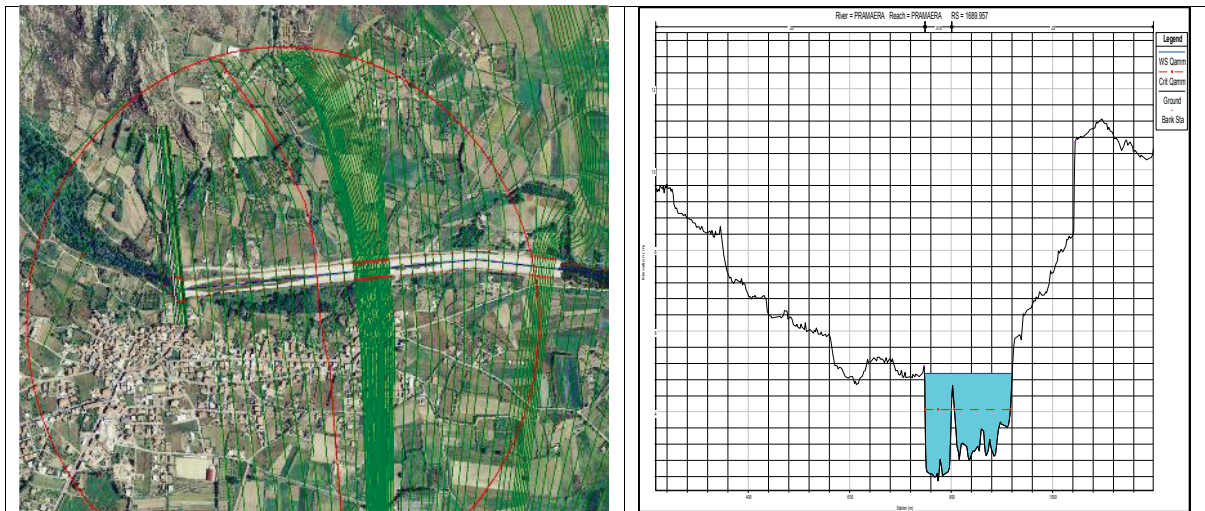 River = PRAMAERA Reach = PRAMAERA RS = 1689.957
Legend
WS Qamm
Crit Qamm
Ground
Bank Sta
400
600
800
1000
Station (m)